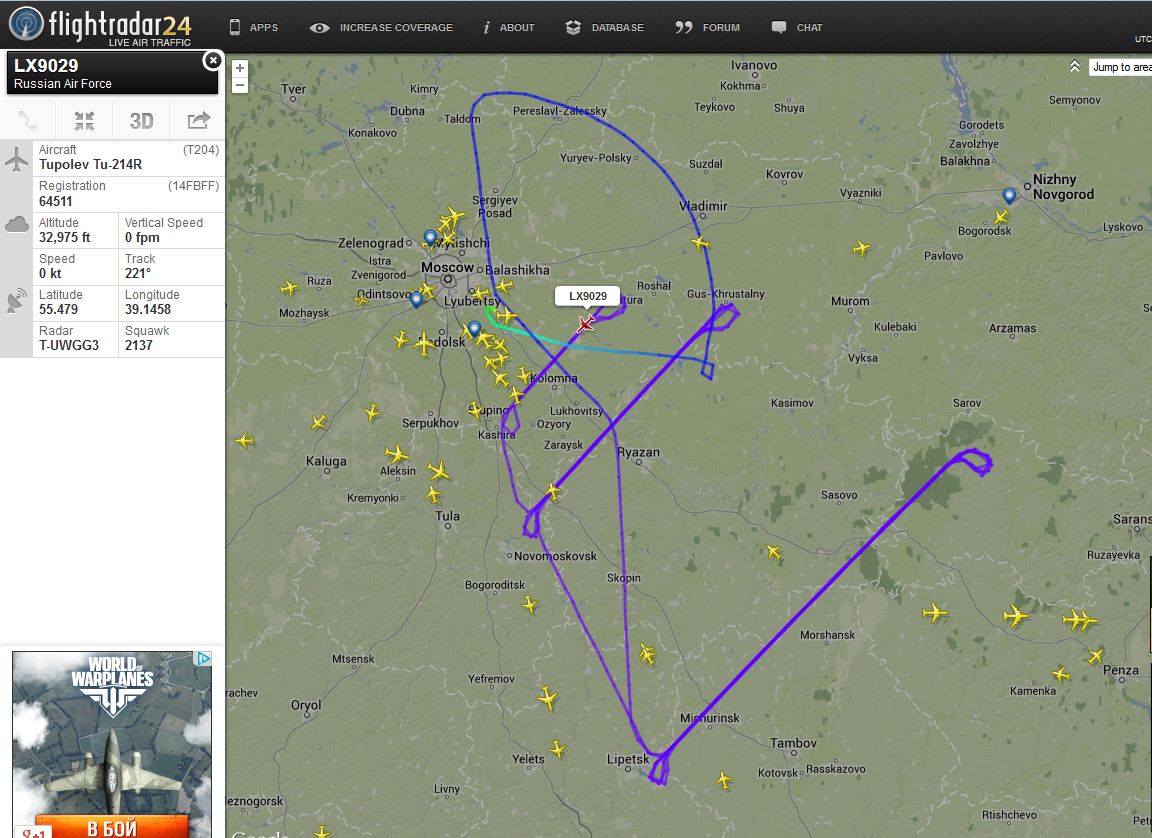 flightradar24
LIVE AIR TRAFFIC
APPS
INCREASE COVERAGE
ABOUT
DATABASE
FORUM
CHAT
UTC
LX9029
Russian Air Force
3D
Aircraft (T204)
Tupolev Tu-214R
Registration (14FBFF)
64511
Altitude Vertical Speed
32,975 ft 0 fpm
Speed Track
0 kt 221°
Latitude Longitude
55.479 39.1458
Radar Squawk
T-UWGG3 2137
+
−
Jump to area
Ivanovo
Tver
Kimry
Kokhma
Dubna
Taldom
Pereslavl-Zalessky
Teykovo
Shuya
Semyonov
Konakovo
Gorodets
Zavolzhye
Balakhna
Yuryev-Polsky
Suzdal
Kovrov
Nizhny
Novgorod
Vyazniki
Sergiyev
Posad
Vladimir
Bogorodsk
Lyskovo
Zelenograd
Mytishchi
Pavlovo
Istra
Zvenigorod
Moscow
Balashikha
Ruza
Odintsovo
Lyubertsy
LX9029
Roshal
Gus-Khrustalny
Murom
Mozhaysk
tura
Kulebaki
Arzamas
Podolsk
Vyksa
Kolomna
Kasimov
Sarov
Stupino
Lukhovitsy
Serpukhov
Ozyory
Kashira
Zaraysk
Ryazan
Kaluga
Aleksin
Kremyonki
Sasovo
Tula
Sarans
Novomoskovsk
Ruzayevka
Bogoroditsk
Skopin
Morshansk
Mtsensk
Penza
Yefremov
Kamenka
rachev
Oryol
Michurinsk
Tambov
Yelets
Lipetsk
Kotovsk
Rasskazovo
Livny
eleznogorsk
Rtishchevo
Pet
Google
WORLD
OF
WARPLANES
В БОЙ
g+1